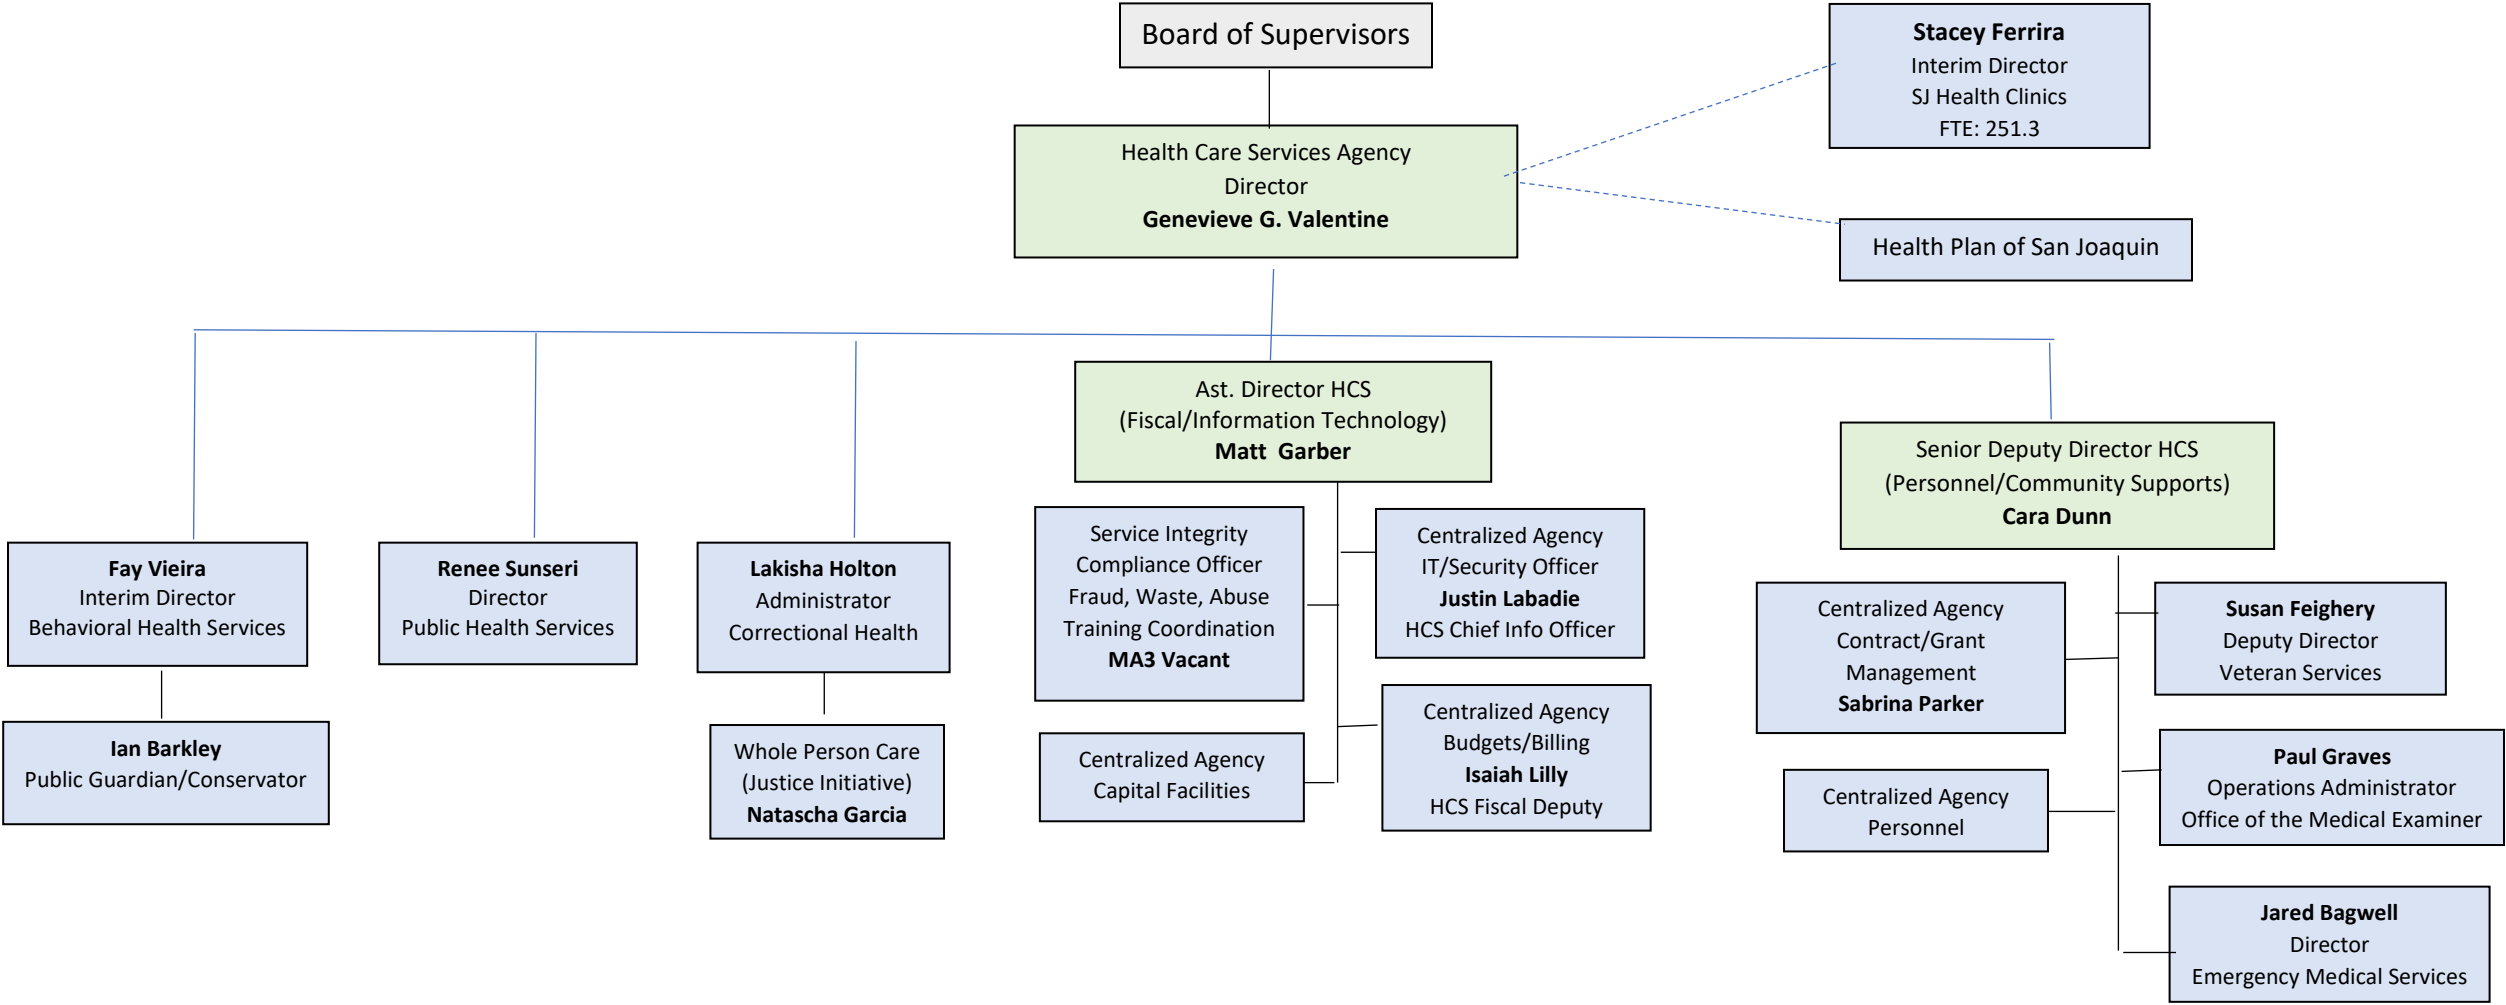 Board of Supervisors
Stacey Ferrira
Interim Director
SJ Health Clinics
FTE: 251.3
Health Care Services Agency
Director
Genevieve G. Valentine
Health Plan of San Joaquin
Ast. Director HCS
(Fiscal/Information Technology)
Matt Garber
Senior Deputy Director HCS
(Personnel/Community Supports)
Cara Dunn
Fay Vieira
Interim Director
Behavioral Health Services
Renee Sunseri
Director
Public Health Services
Lakisha Holton
Administrator
Correctional Health
Service Integrity
Compliance Officer
Fraud, Waste, Abuse
Training Coordination
MA3 Vacant
Centralized Agency
IT/Security Officer
Justin Labadie
HCS Chief Info Officer
Centralized Agency
Contract/Grant
Management
Sabrina Parker
Susan Feighery
Deputy Director
Veteran Services
Ian Barkley
Public Guardian/Conservator
Whole Person Care
(Justice Initiative)
Natascha Garcia
Centralized Agency
Capital Facilities
Centralized Agency
Budgets/Billing
Isaiah Lilly
HCS Fiscal Deputy
Centralized Agency
Personnel
Paul Graves
Operations Administrator
Office of the Medical Examiner
Jared Bagwell
Director
Emergency Medical Services